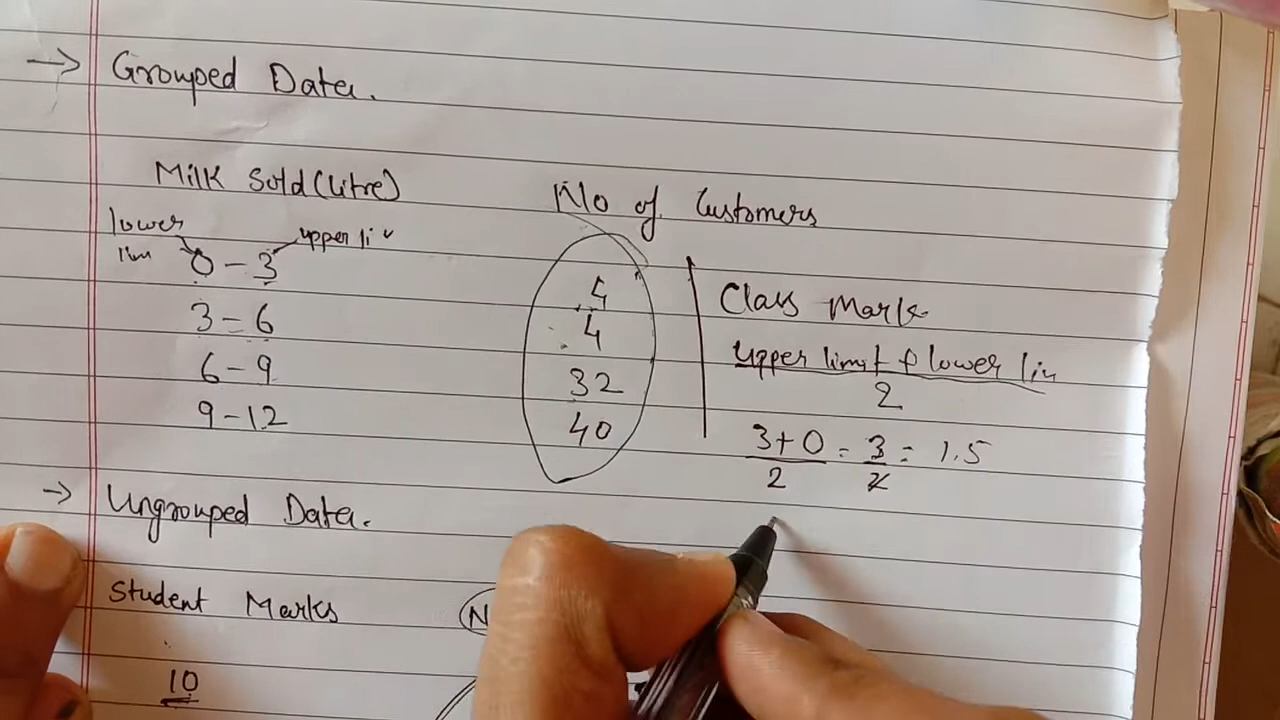 → Grouped Data.
Milk Sold (litre)
No of Customers
lower
lim
upper li
0 - 3
3 - 6
6 - 9
9 - 12
5
4
32
40
Class Mark
upper limit + lower lim
2
3+0 = 3 = 1.5
2 2
→ Ungrouped Data.
Student Marks
N
10